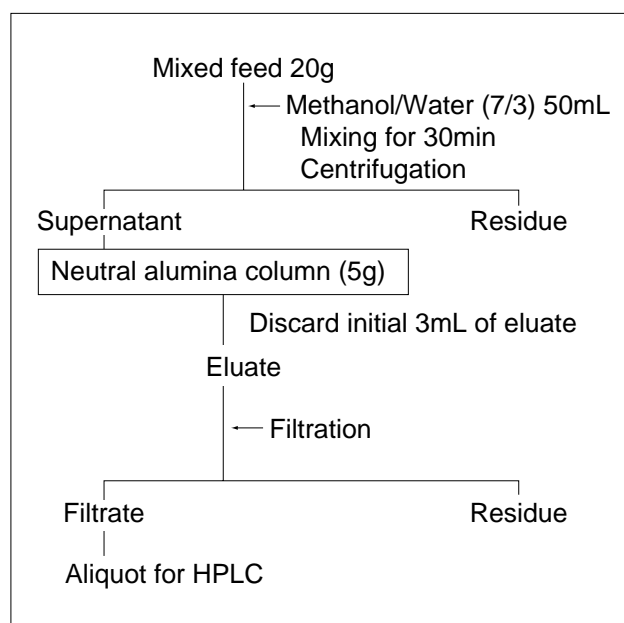 Mixed feed 20g
Methanol/Water (7/3) 50mL
Mixing for 30min
Centrifugation
Supernatant
Residue
Neutral alumina column (5g)
Discard initial 3mL of eluate
Eluate
Filtration
Filtrate
Residue
Aliquot for HPLC